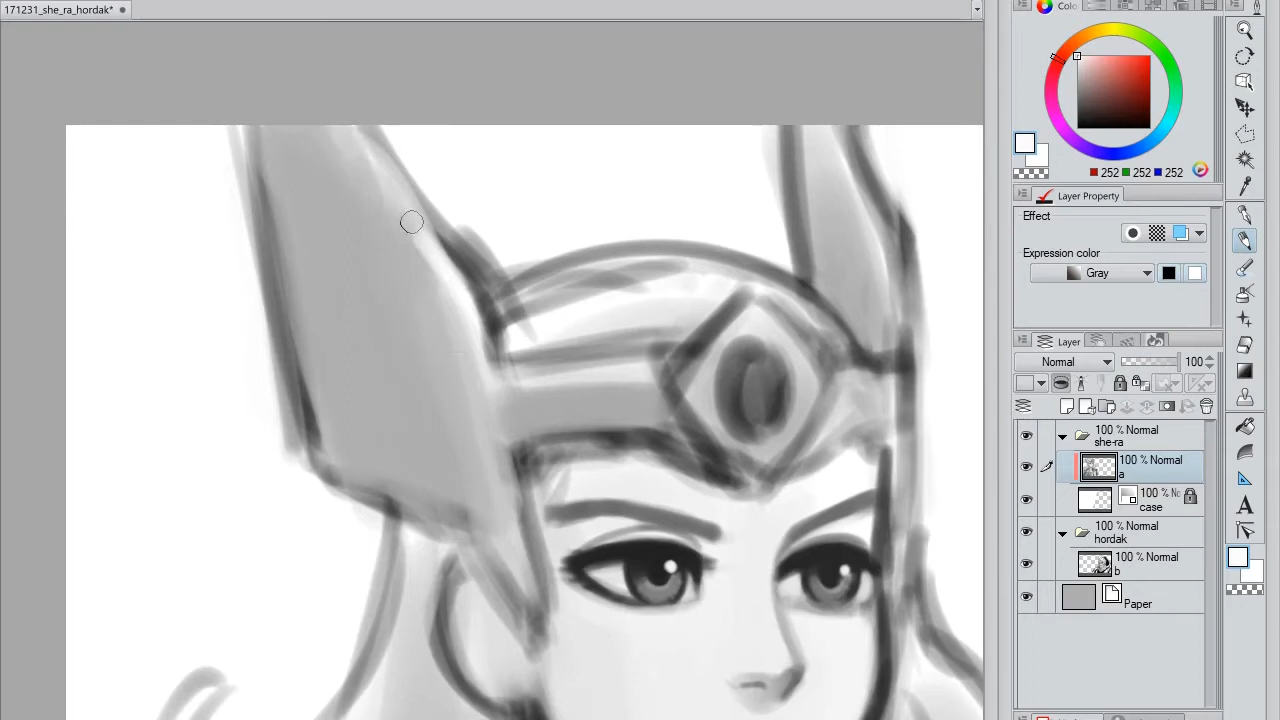 171231_she_ra_hordak*
Colo
252 252 252
Layer Property
Effect
Expression color
Gray
Layer
Normal 100
100 % Normal
she-ra
100 % Normal
a
100 % No
case
100 % Normal
hordak
100 % Normal
b
Paper
A